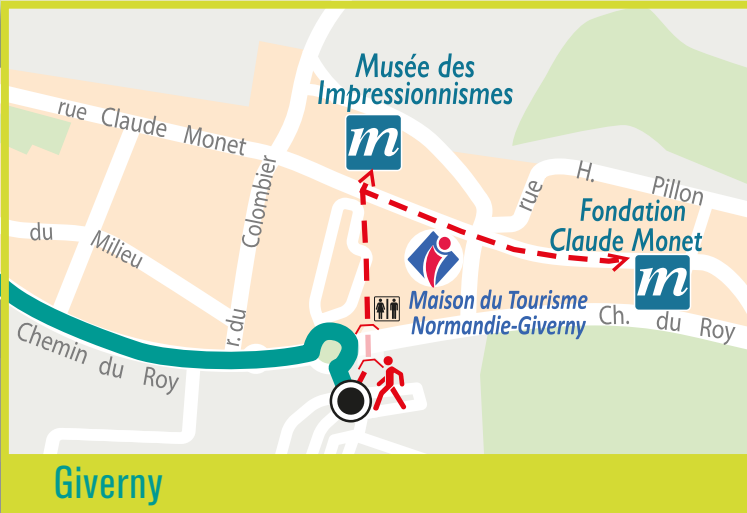 Musée des
Impressionnismes
m
rue Claude Monet
Colombier
r. du
rue H. Pillon
Fondation
Claude Monet
m
du Milieu
Maison du Tourisme
Normandie-Giverny
Ch. du Roy
Chemin du Roy
Giverny